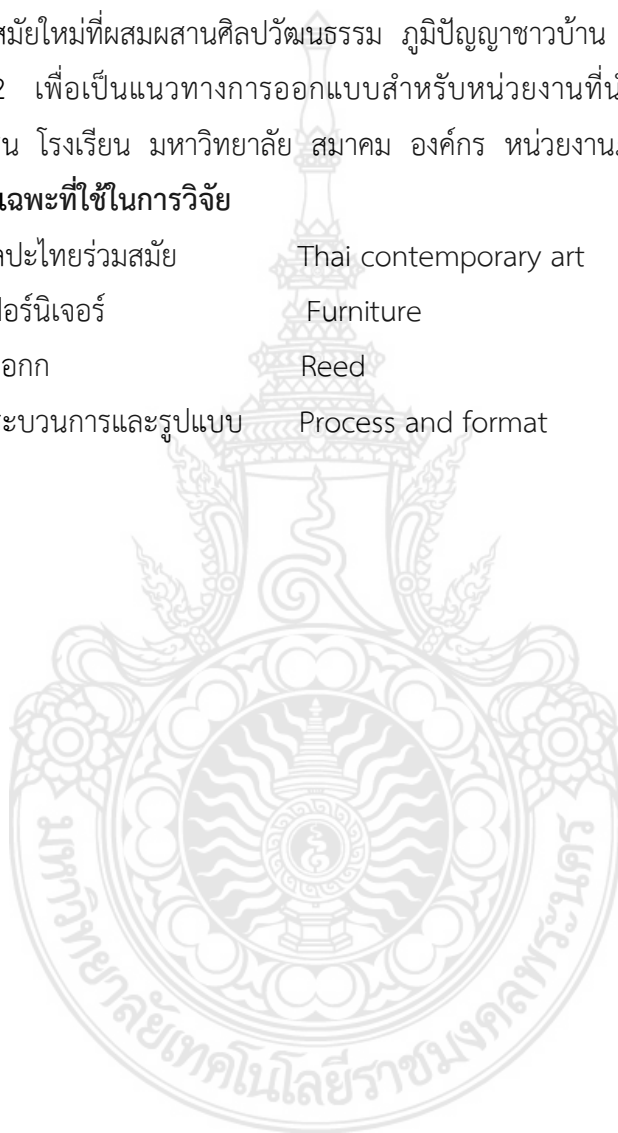 สมัยใหม่ที่ผสมผสานศิลปวัฒนธรรม ภูมิปัญญาชาวบ้าน
2 เพื่อเป็นแนวทางการออกแบบสำหรับหน่วยงานที่นำ
น โรงเรียน มหาวิทยาลัย สมาคม องค์กร หน่วยงาน
เฉพะที่ใช้ในการวิจัย
ลปะไทยร่วมสมัย Thai contemporary art
อร์นิเจอร์ Furniture
อกก Reed
ระบวนการและรูปแบบ Process and format
มหาวิทยาลัยเทคโนโลยีราชมงคลพระนคร